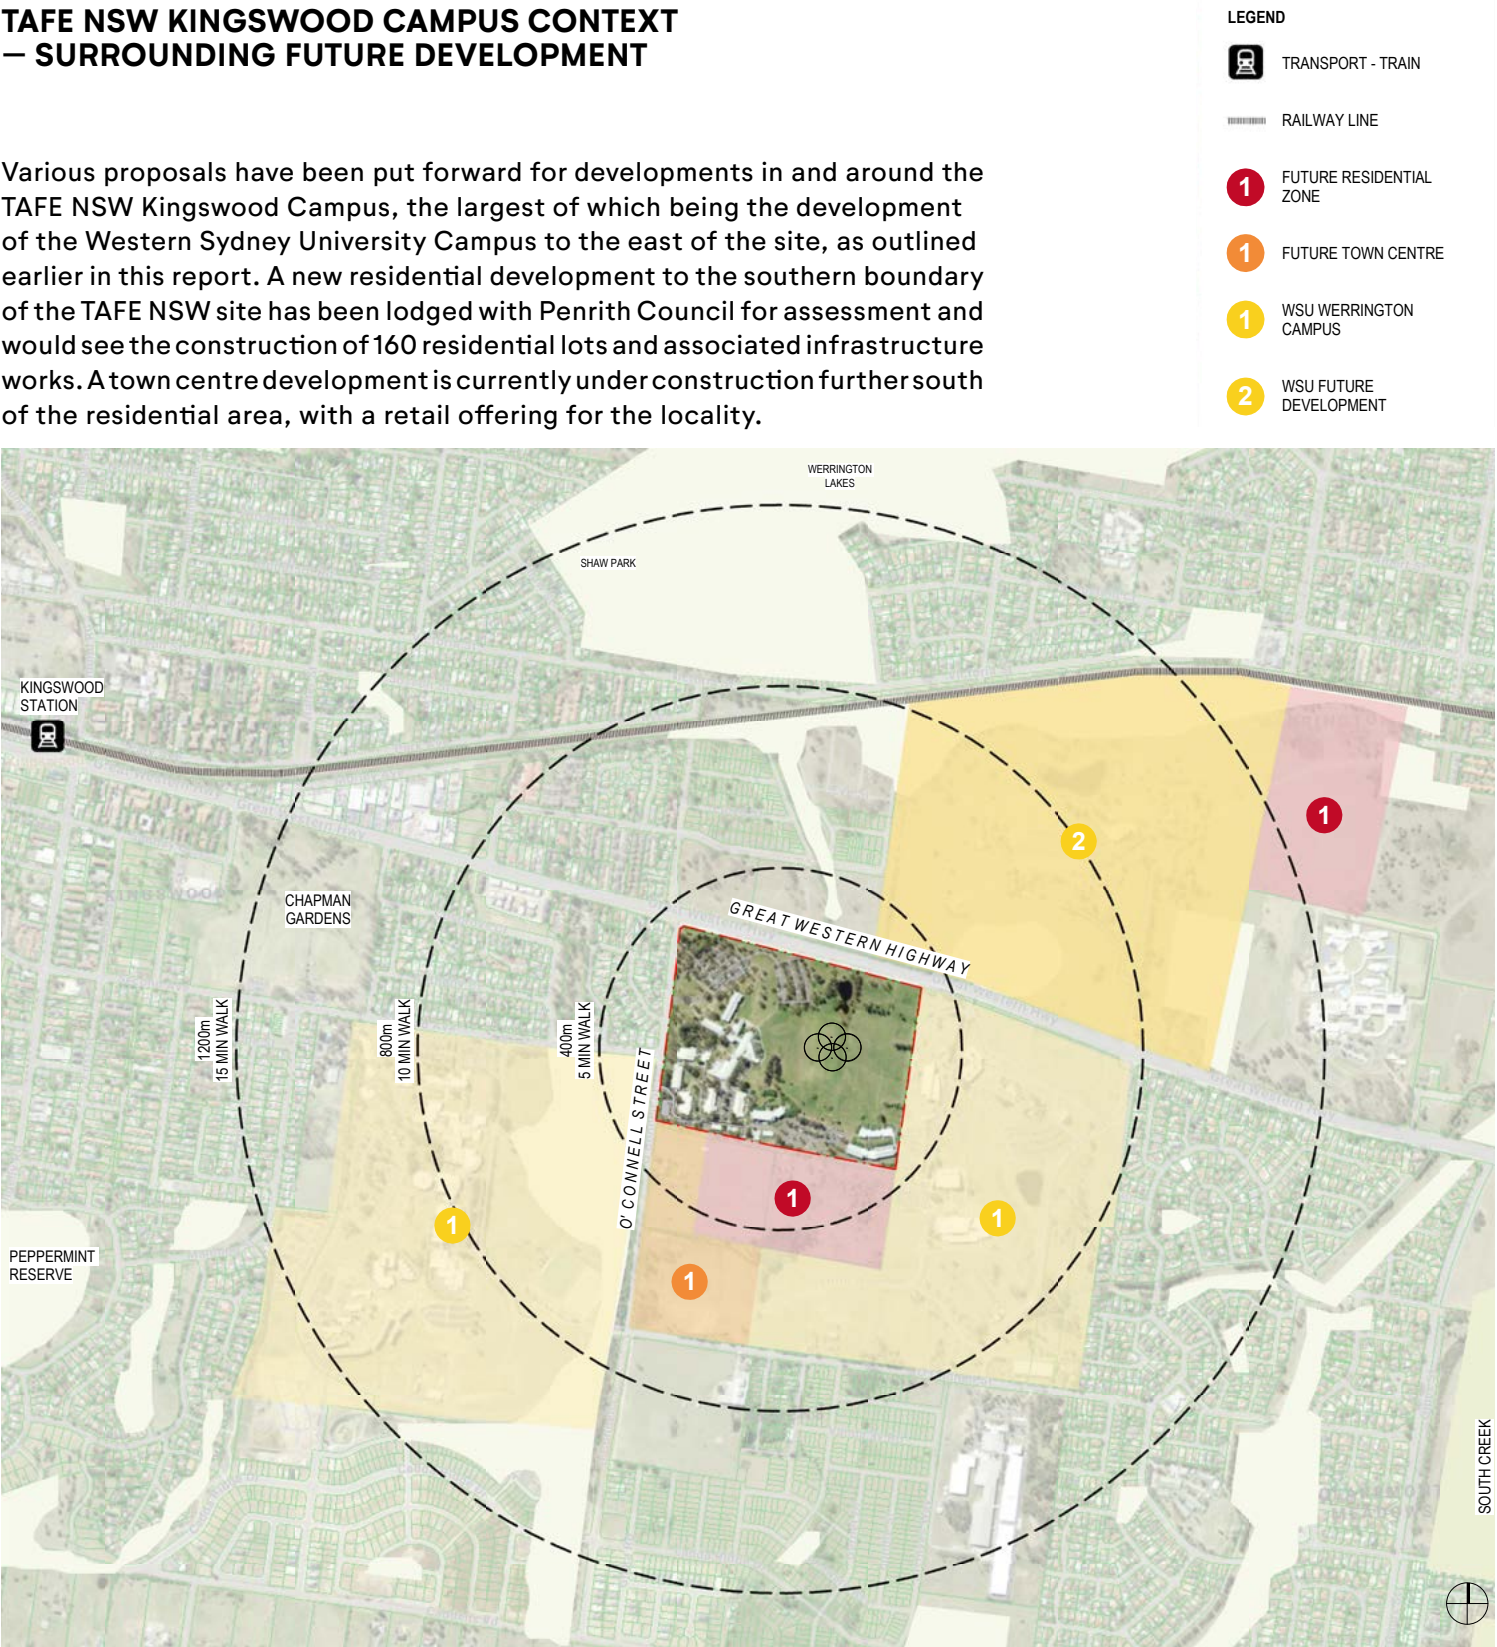 TAFE NSW KINGSWOOD CAMPUS CONTEXT
— SURROUNDING FUTURE DEVELOPMENT
Various proposals have been put forward for developments in and around the
TAFE NSW Kingswood Campus, the largest of which being the development
of the Western Sydney University Campus to the east of the site, as outlined
earlier in this report. A new residential development to the southern boundary
of the TAFE NSW site has been lodged with Penrith Council for assessment and
would see the construction of 160 residential lots and associated infrastructure
works. A town centre development is currently under construction further south
of the residential area, with a retail offering for the locality.
LEGEND
TRANSPORT - TRAIN
RAILWAY LINE
1
FUTURE RESIDENTIAL
ZONE
1
FUTURE TOWN CENTRE
1
WSU WERRINGTON
CAMPUS
2
WSU FUTURE
DEVELOPMENT
WERRINGTON
LAKES
SHAW PARK
KINGSWOOD
STATION
1
2
CHAPMAN
GARDENS
KINGSWOOD
GREAT WESTERN HIGHWAY
1200m
15 MIN WALK
800m
10 MIN WALK
400m
5 MIN WALK
O' CONNELL STREET
1
1
1
1
PEPPERMINT
RESERVE
SOUTH CREEK